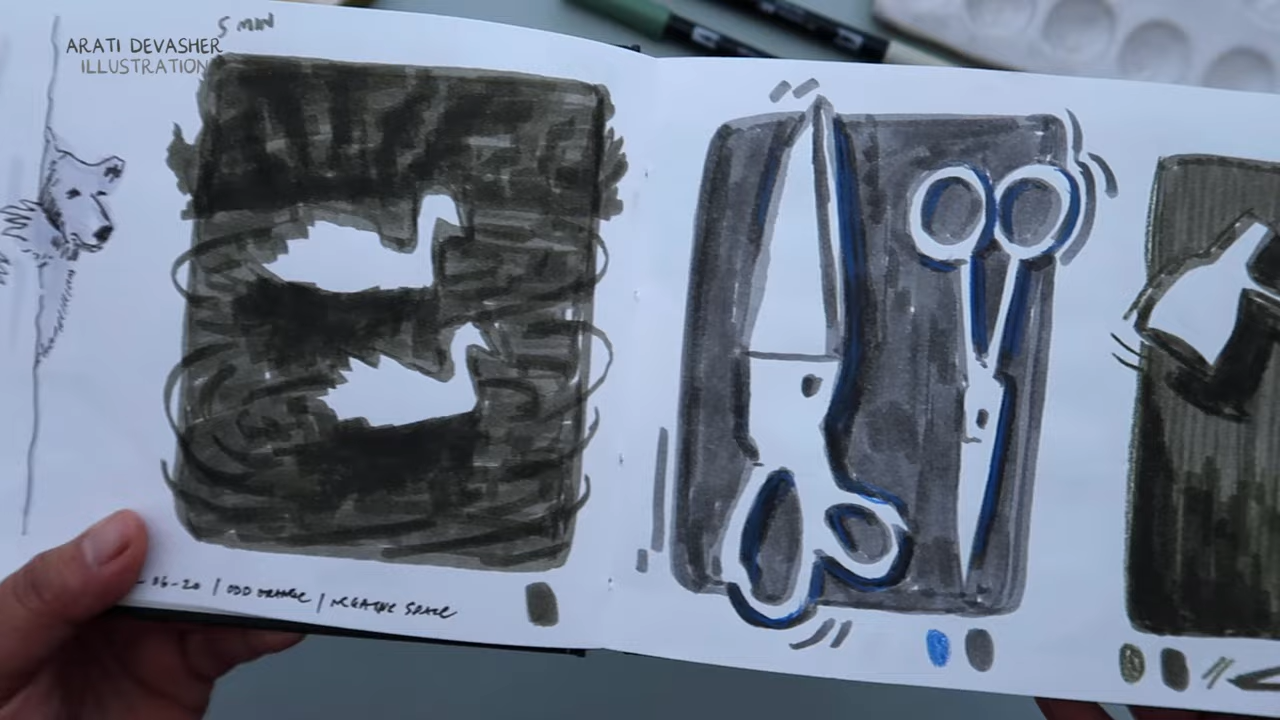 5 MIN
ARATI DEVASHER
ILLUSTRATION
06-20 | ODD ORANGE | NEGATIVE SPACE